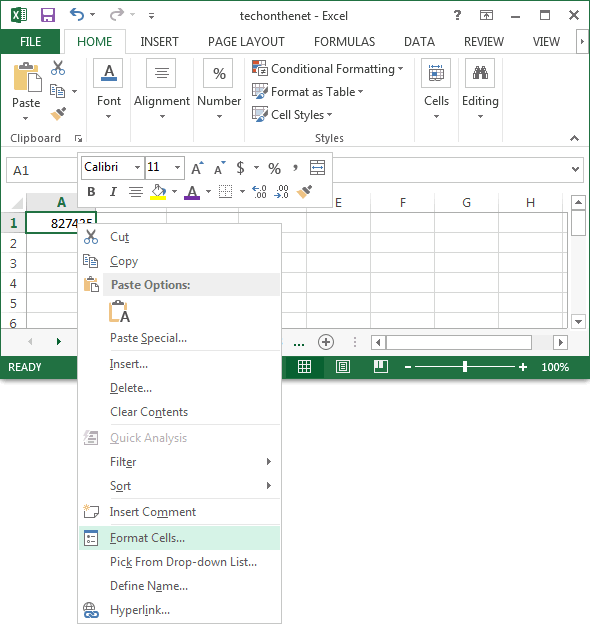 techonthenet - Excel
FILE HOME INSERT PAGE LAYOUT FORMULAS DATA REVIEW VIEW
Paste Font Alignment Number Conditional Formatting Format as Table Cell Styles Cells Editing
Clipboard Styles
A1 Calibri 11 A A $ % ,
B I A .00 .00
A E F G H
1 827435
2
3
4
5
6
Cut
Copy
Paste Options:
Paste Special...
Insert...
Delete...
Clear Contents
Quick Analysis
Filter
Sort
Insert Comment
Format Cells...
Pick From Drop-down List...
Define Name...
Hyperlink...
...
READY 100%